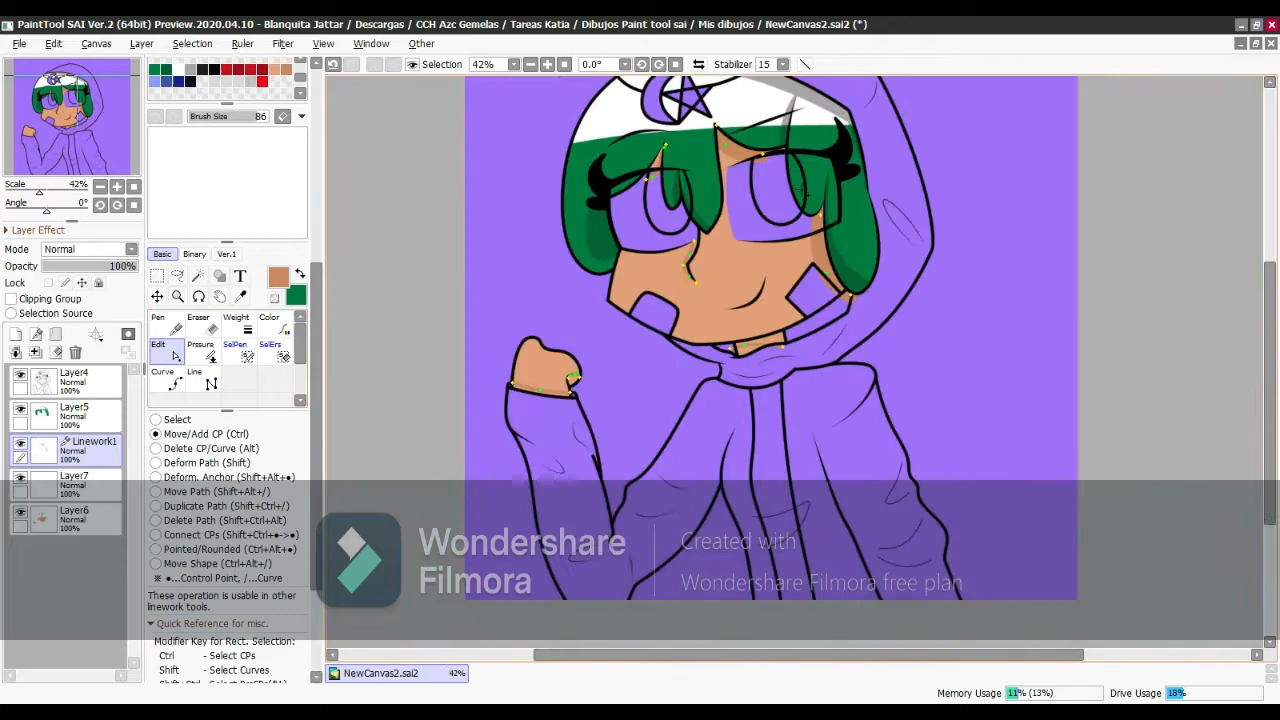 PaintTool SAI Ver.2 (64bit) Preview.2020.04.10 - Blanquita Jattar / Descargas / CCH Azc Gemelas / Tareas Katia / Dibujos Paint tool sai / Mis dibujos / NewCanvas2.sai2 (*)
File Edit Canvas Layer Selection Ruler Filter View Window Other
Selection 42% 0.0° Stabilizer 15
Brush Size 86
Scale 42%
Angle 0°
Layer Effect
Mode Normal
Opacity 100%
Lock
Clipping Group
Selection Source
Layer4
Normal
100%
Layer5
Normal
100%
Linework1
Normal
100%
Layer7
Normal
100%
Layer6
Normal
100%
Basic Binary Ver.1
T
Pen Eraser Weight Color
Edit Prssure SelPen SelErs
Curve Line
Select
Move/Add CP (Ctrl)
Delete CP/Curve (Alt)
Deform Path (Shift)
Deform. Anchor (Shift+Alt+●)
Move Path (Shift+Alt+/)
Duplicate Path (Shift+Ctrl+/)
Delete Path (Shift+Ctrl+Alt)
Connect CPs (Shift+Ctrl+●->●)
Pointed/Rounded (Ctrl+Alt+●)
Move Shape (Ctrl+Alt+/)
※ ●...Control Point, /...Curve
These operation is usable in other
linework tools.
Quick Reference for misc.
Modifier Key for Rect. Selection:
Ctrl - Select CPs
Shift - Select Curves
Wondershare
Filmora
Created with
Wondershare Filmora free plan
NewCanvas2.sai2 42%
Memory Usage 11% (13%) Drive Usage 18%